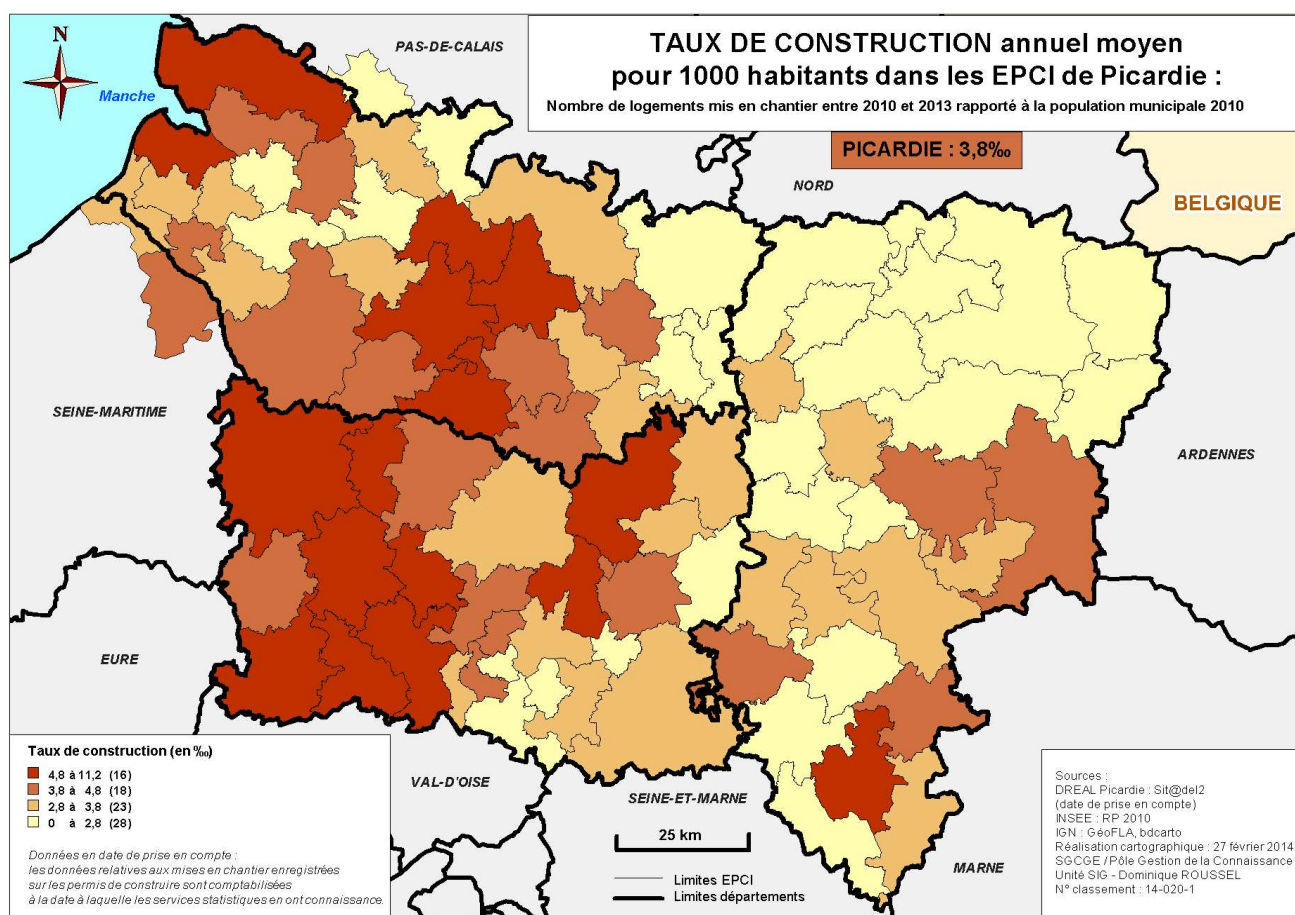 TAUX DE CONSTRUCTION annuel moyen
pour 1000 habitants dans les EPCI de Picardie :
Nombre de logements mis en chantier entre 2010 et 2013 rapporté à la population municipale 2010
N
Manche
PAS-DE-CALAIS
PICARDIE : 3,8‰
NORD
BELGIQUE
SEINE-MARITIME
ARDENNES
EURE
VAL-D'OISE
SEINE-ET-MARNE
MARNE
Taux de construction (en ‰)
4,8 à 11,2 (16)
3,8 à 4,8 (18)
2,8 à 3,8 (23)
0 à 2,8 (28)
Données en date de prise en compte :
les données relatives aux mises en chantier enregistrées
sur les permis de construire sont comptabilisées
à la date à laquelle les services statistiques en ont connaissance.
25 km
Limites EPCI
Limites départements
Sources :
DREAL Picardie : Sit@del2
(date de prise en compte)
INSEE : RP 2010
IGN : GéoFLA, bdcarto
Réalisation cartographique : 27 février 2014
SGCGE / Pôle Gestion de la Connaissance
Unité SIG - Dominique ROUSSEL
N° classement : 14-020-1